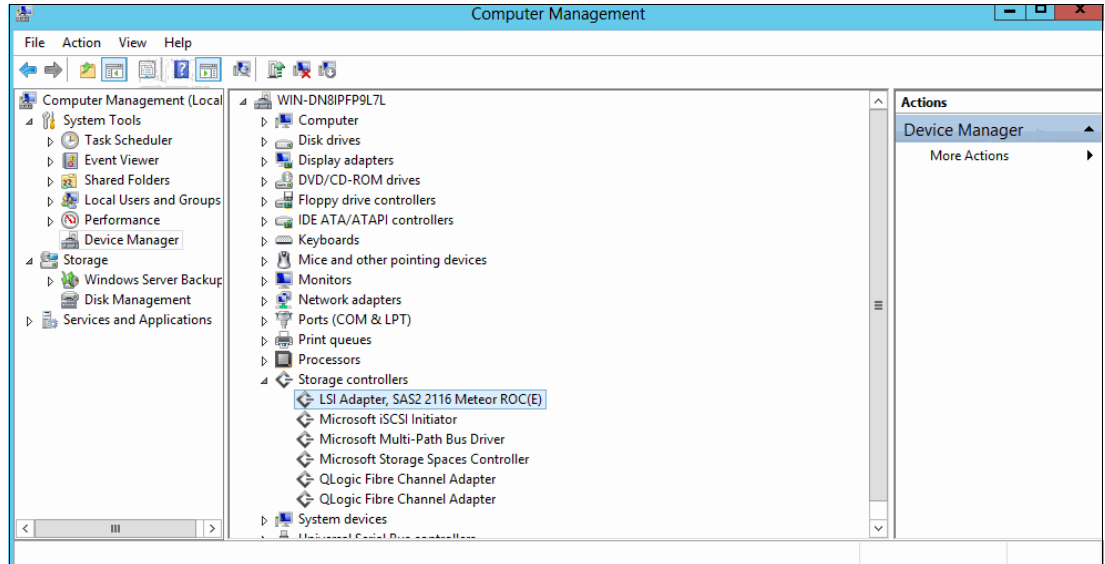 Computer Management
File Action View Help
Computer Management (Local
System Tools
Task Scheduler
Event Viewer
Shared Folders
Local Users and Groups
Performance
Device Manager
Storage
Windows Server Backup
Disk Management
Services and Applications
WIN-DN8IPFP9L7L
Computer
Disk drives
Display adapters
DVD/CD-ROM drives
Floppy drive controllers
IDE ATA/ATAPI controllers
Keyboards
Mice and other pointing devices
Monitors
Network adapters
Ports (COM & LPT)
Print queues
Processors
Storage controllers
LSI Adapter, SAS2 2116 Meteor ROC(E)
Microsoft iSCSI Initiator
Microsoft Multi-Path Bus Driver
Microsoft Storage Spaces Controller
QLogic Fibre Channel Adapter
QLogic Fibre Channel Adapter
System devices
Universal Serial Bus controllers
Actions
Device Manager
More Actions